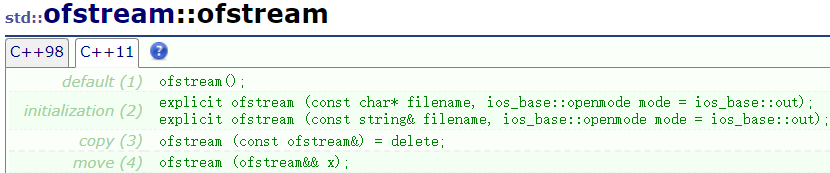 std::ofstream::ofstream
C++98 C++11 ?
default (1) ofstream();
initialization (2) explicit ofstream (const char* filename, ios_base::openmode mode = ios_base::out);
explicit ofstream (const string& filename, ios_base::openmode mode = ios_base::out);
copy (3) ofstream (const ofstream&) = delete;
move (4) ofstream (ofstream&& x);